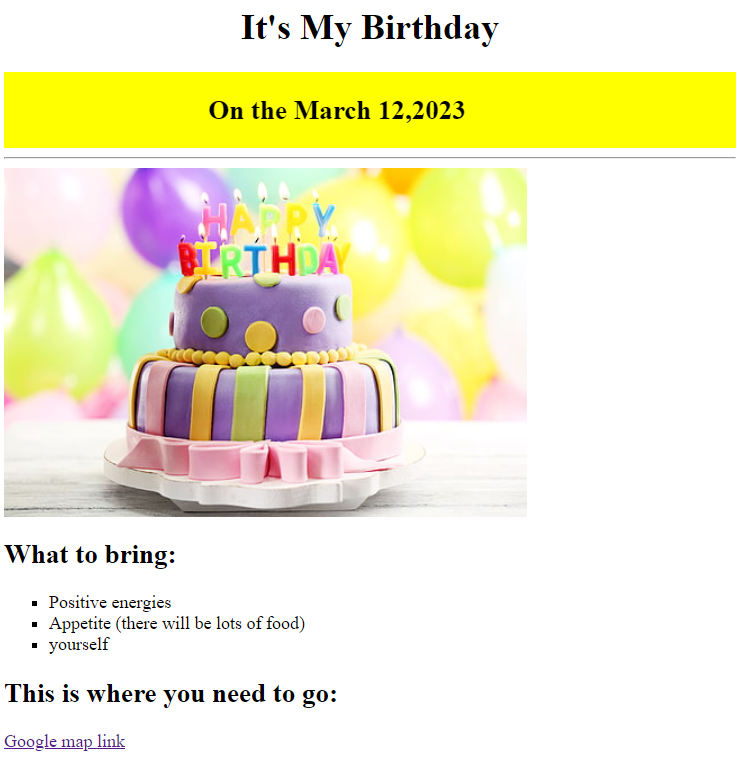 It's My Birthday
On the March 12,2023
HAPPY
BIRTHDAY
What to bring:
Positive energies
Appetite (there will be lots of food)
yourself
This is where you need to go:
Google map link